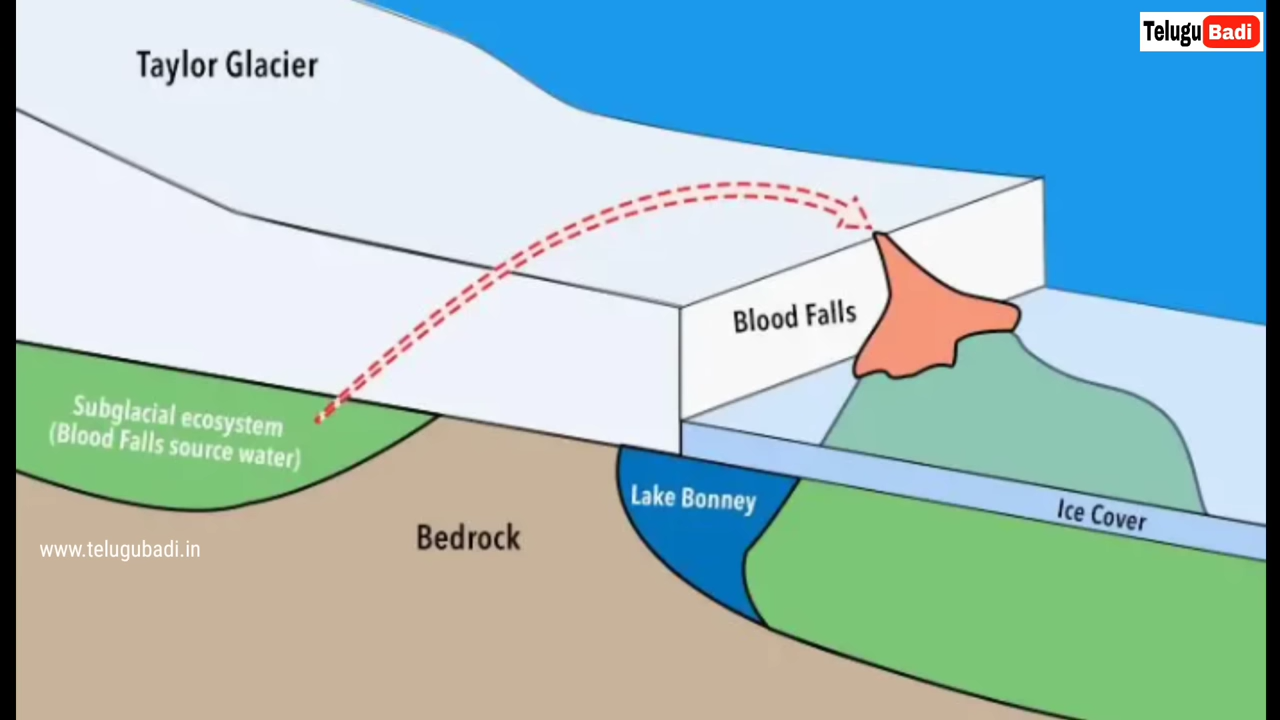 Telugu Badi
Taylor Glacier
Blood Falls
Subglacial ecosystem
(Blood Falls source water)
Lake Bonney
Ice Cover
Bedrock
www.telugubadi.in